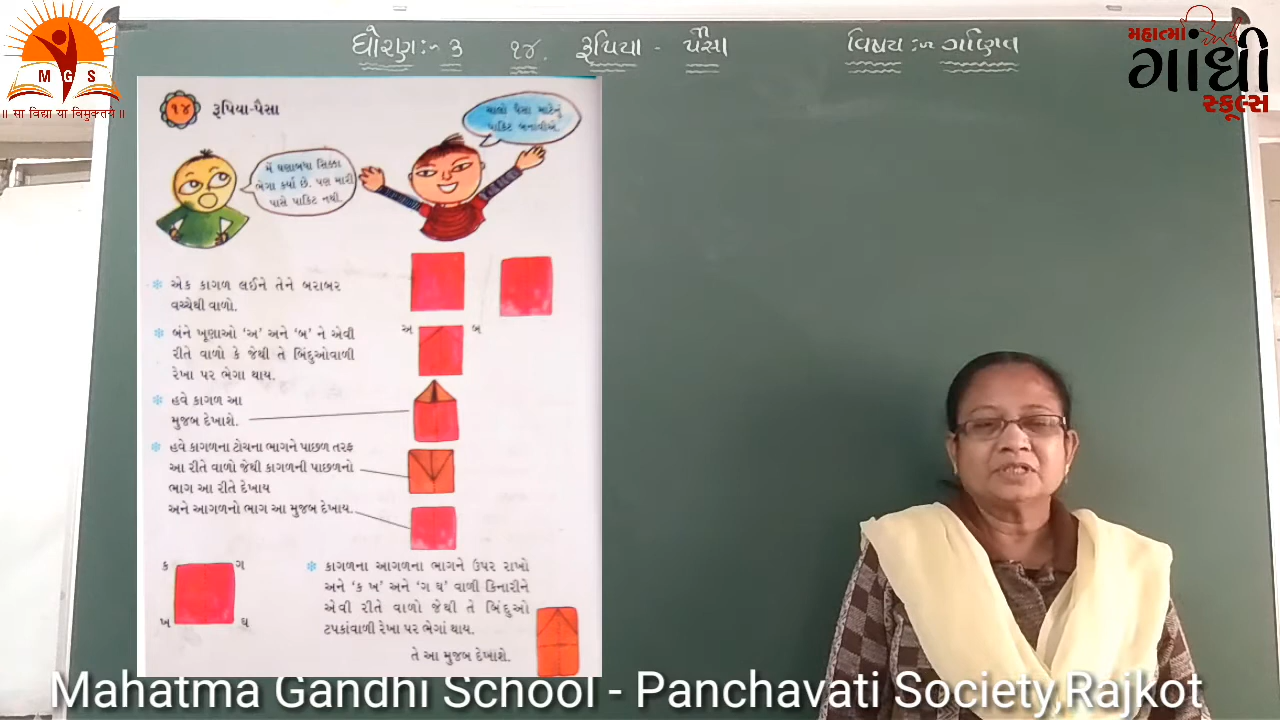 ધોરણ:- ૩ ૧૪. રૂપિયા - પૈસા વિષય:- ગણિત
M G S
॥ सा विद्या या विमुक्तये ॥
મહાત્મા
ગાંધી
સ્કૂલ્સ
૧૪ રૂપિયા-પૈસા
ચાલો પૈસા માટેનું
પાકિટ બનાવીએ.
મેં ઘણાબધા સિક્કા
ભેગા કર્યા છે. પણ મારી
પાસે પાકિટ નથી.
એક કાગળ લઈને તેને બરાબર
વચ્ચેથી વાળો.
બંને ખૂણાઓ ‘અ’ અને ‘બ’ ને એવી
રીતે વાળો કે જેથી તે બિંદુઓવાળી
રેખા પર ભેગા થાય.
અ બ
હવે કાગળ આ
મુજબ દેખાશે.
હવે કાગળના ટોચના ભાગને પાછળ તરફ
આ રીતે વાળો જેથી કાગળની પાછળનો
ભાગ આ રીતે દેખાય
અને આગળનો ભાગ આ મુજબ દેખાય.
ક ગ
ખ ઘ
કાગળના આગળના ભાગને ઉપર રાખો
અને ‘ક ખ’ અને ‘ગ ઘ’ વાળી કિનારીને
એવી રીતે વાળો જેથી તે બિંદુઓ
ટપકાંવાળી રેખા પર ભેગાં થાય.
તે આ મુજબ દેખાશે.
Mahatma Gandhi School - Panchavati Society,Rajkot